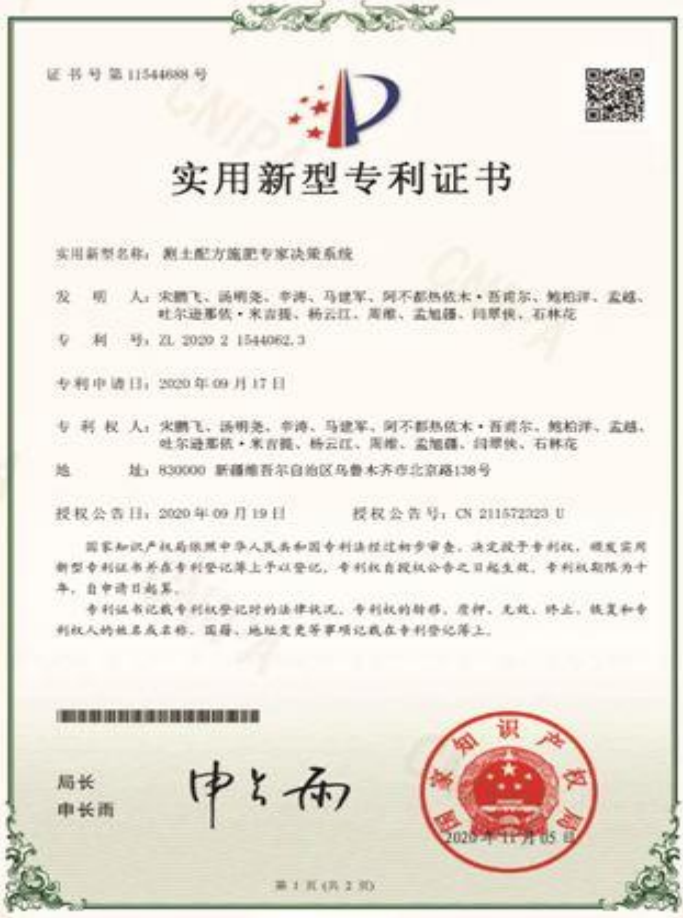 证书号第11544688号
实用新型专利证书
实用新型名称：测土配方施肥专家决策系统
发明人：宋鹏飞、汤明尧、辛涛、马建军、阿不都热依木·吾甫尔、鲍柏洋、孟越、
吐尔逊那依·米吉提、杨云江、周维、孟旭疆、闫翠侠、石林花
专利号：ZL 2020 2 1544062.3
专利申请日：2020年09月17日
专利权人：宋鹏飞、汤明尧、辛涛、马建军、阿不都热依木·吾甫尔、鲍柏洋、孟越、
吐尔逊那依·米吉提、杨云江、周维、孟旭疆、闫翠侠、石林花
地址：830000 新疆维吾尔自治区乌鲁木齐市北京路138号
授权公告日：2020年09月19日 授权公告号：CN 211572323 U
国家知识产权局依照中华人民共和国专利法经过初步审查，决定授予专利权，颁发实用
新型专利证书并在专利登记簿上予以登记，专利权自授权公告之日起生效，专利权期限为十
年，自申请日起算。
专利证书记载专利权登记时的法律状况。专利权的转移、质押、无效、终止、恢复和专
利权人的姓名或名称、国籍、地址变更等事项记载在专利登记簿上。
局长
申长雨
申长雨
国家知识产权局
2020年11月05日
第 1 页 (共 2 页)
CNIPA
CNIPA